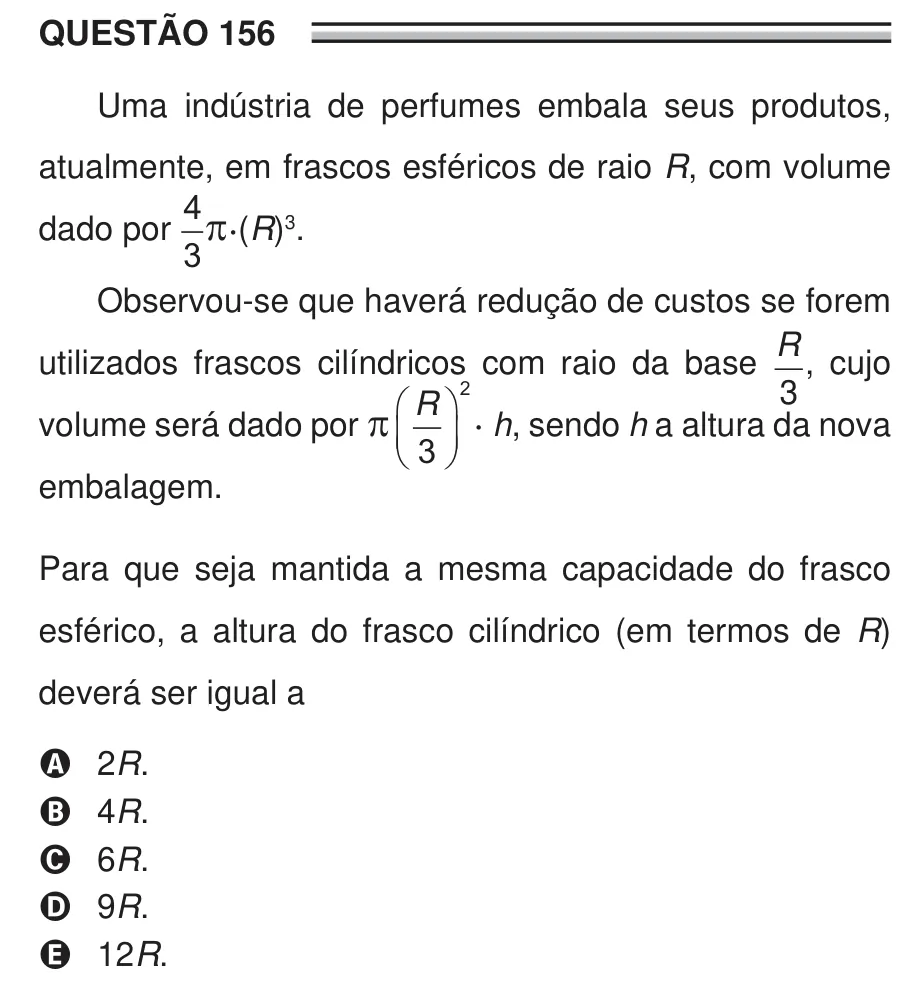 QUESTÃO 156
Uma indústria de perfumes embala seus produtos,
atualmente, em frascos esféricos de raio R, com volume
dado por 4/3 π·(R)³.
Observou-se que haverá redução de custos se forem
utilizados frascos cilíndricos com raio da base R/3, cujo
volume será dado por π(R/3)² · h, sendo h a altura da nova
embalagem.
Para que seja mantida a mesma capacidade do frasco
esférico, a altura do frasco cilíndrico (em termos de R)
deverá ser igual a
A 2R.
B 4R.
C 6R.
D 9R.
E 12R.